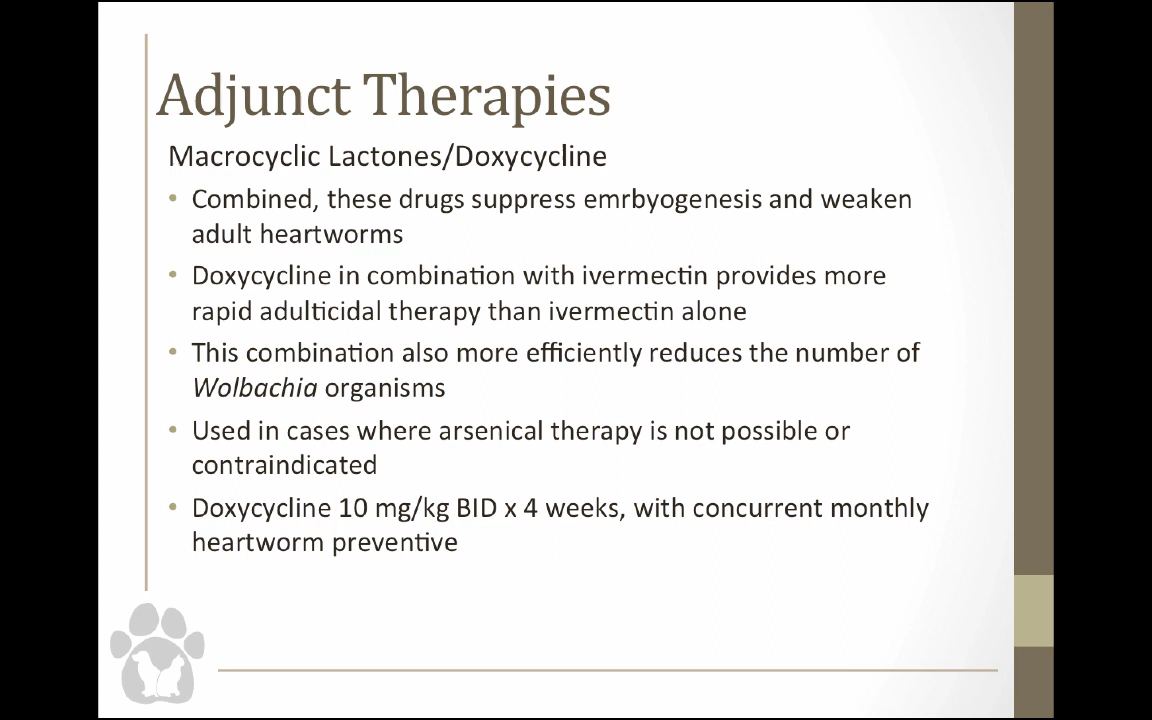 Adjunct Therapies
Macrocyclic Lactones/Doxycycline
• Combined, these drugs suppress emrbyogenesis and weaken
adult heartworms
• Doxycycline in combination with ivermectin provides more
rapid adulticidal therapy than ivermectin alone
• This combination also more efficiently reduces the number of
Wolbachia organisms
• Used in cases where arsenical therapy is not possible or
contraindicated
• Doxycycline 10 mg/kg BID x 4 weeks, with concurrent monthly
heartworm preventive